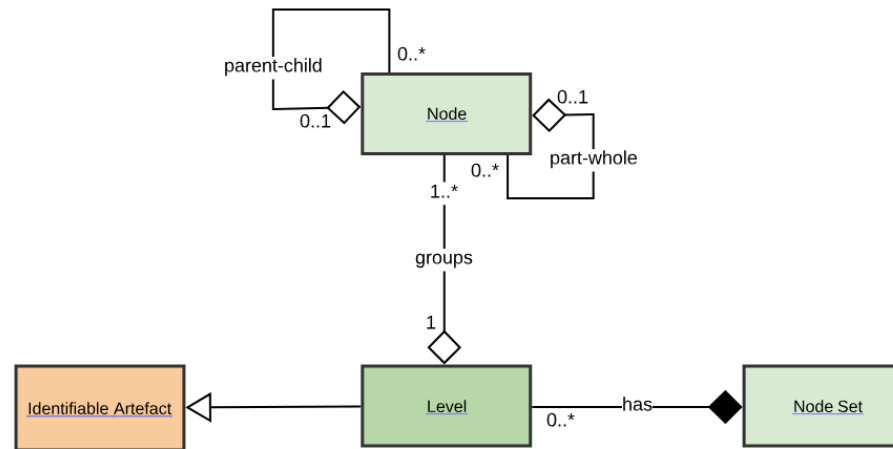 0..*
parent-child
0..1
0..1
Node
part-whole
0..*
1..*
groups
1
Identifiable Artefact
Level
has
0..*
Node Set